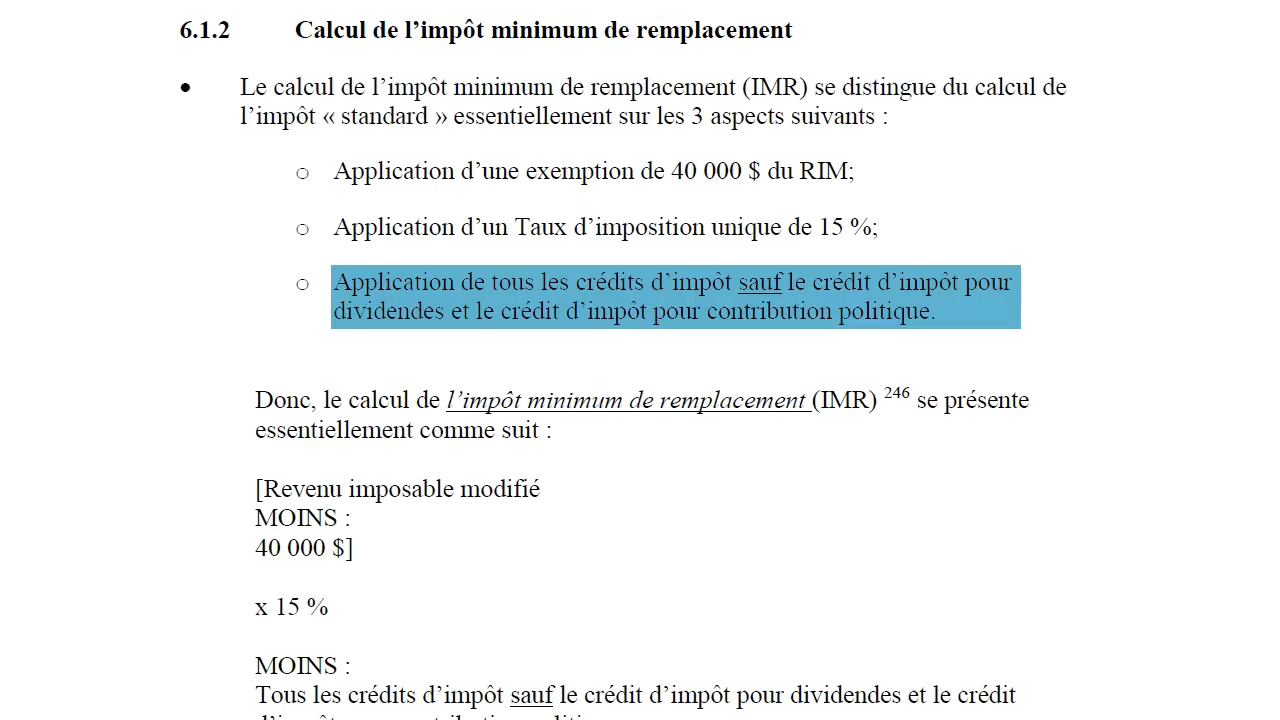 6.1.2 Calcul de l’impôt minimum de remplacement
• Le calcul de l’impôt minimum de remplacement (IMR) se distingue du calcul de
l’impôt « standard » essentiellement sur les 3 aspects suivants :
o Application d’une exemption de 40 000 $ du RIM;
o Application d’un Taux d’imposition unique de 15 %;
o Application de tous les crédits d’impôt sauf le crédit d’impôt pour
dividendes et le crédit d’impôt pour contribution politique.
Donc, le calcul de l’impôt minimum de remplacement (IMR) 246 se présente
essentiellement comme suit :
[Revenu imposable modifié
MOINS :
40 000 $]
x 15 %
MOINS :
Tous les crédits d’impôt sauf le crédit d’impôt pour dividendes et le crédit